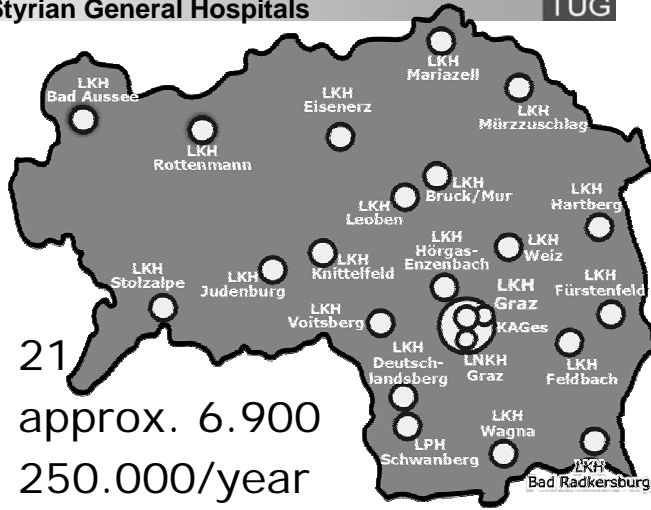 Styrian General Hospitals
TUG
LKH
Mariazell
LKH
Bad Aussee
LKH
Eisenerz
LKH
Mürzzuschlag
LKH
Rottenmann
LKH
Bruck/Mur
LKH
Leoben
LKH
Hartberg
LKH
Hörgas-
Enzenbach
LKH
Weiz
LKH
Knittelfeld
LKH
Judenburg
LKH
Stolzalpe
LKH
Graz
LKH
Fürstenfeld
LKH
Voitsberg
KAGes
LNKH
Graz
LKH
Deutsch-
landsberg
LKH
Feldbach
LKH
Wagna
LPH
Schwanberg
LKH
Bad Radkersburg
21
approx. 6.900
250.000/year